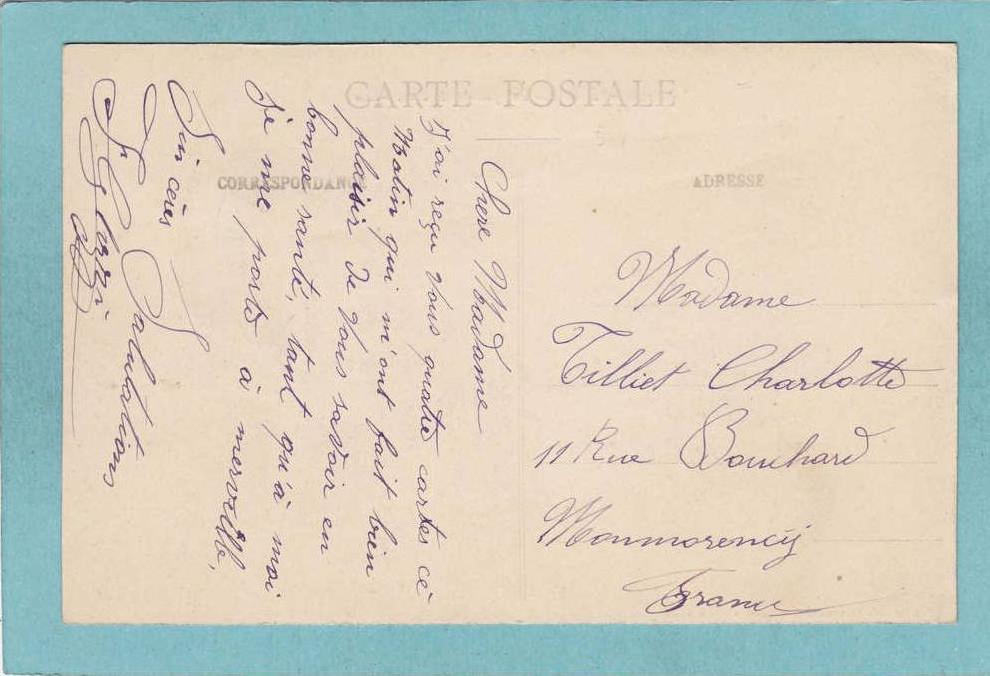 CARTE POSTALE
CORRESPONDANCE
ADRESSE
Chere Madame
J'ai reçu vous quatre cartes ce
Matin qui m'ont fait bien
plaisir de vous savoir en
bonne santé, tant qu'à moi
je me porte à merveille,
Sincères
Salutations
Madame
Tilliet Charlotte
11 Rue Bouchard
Monmorency
France